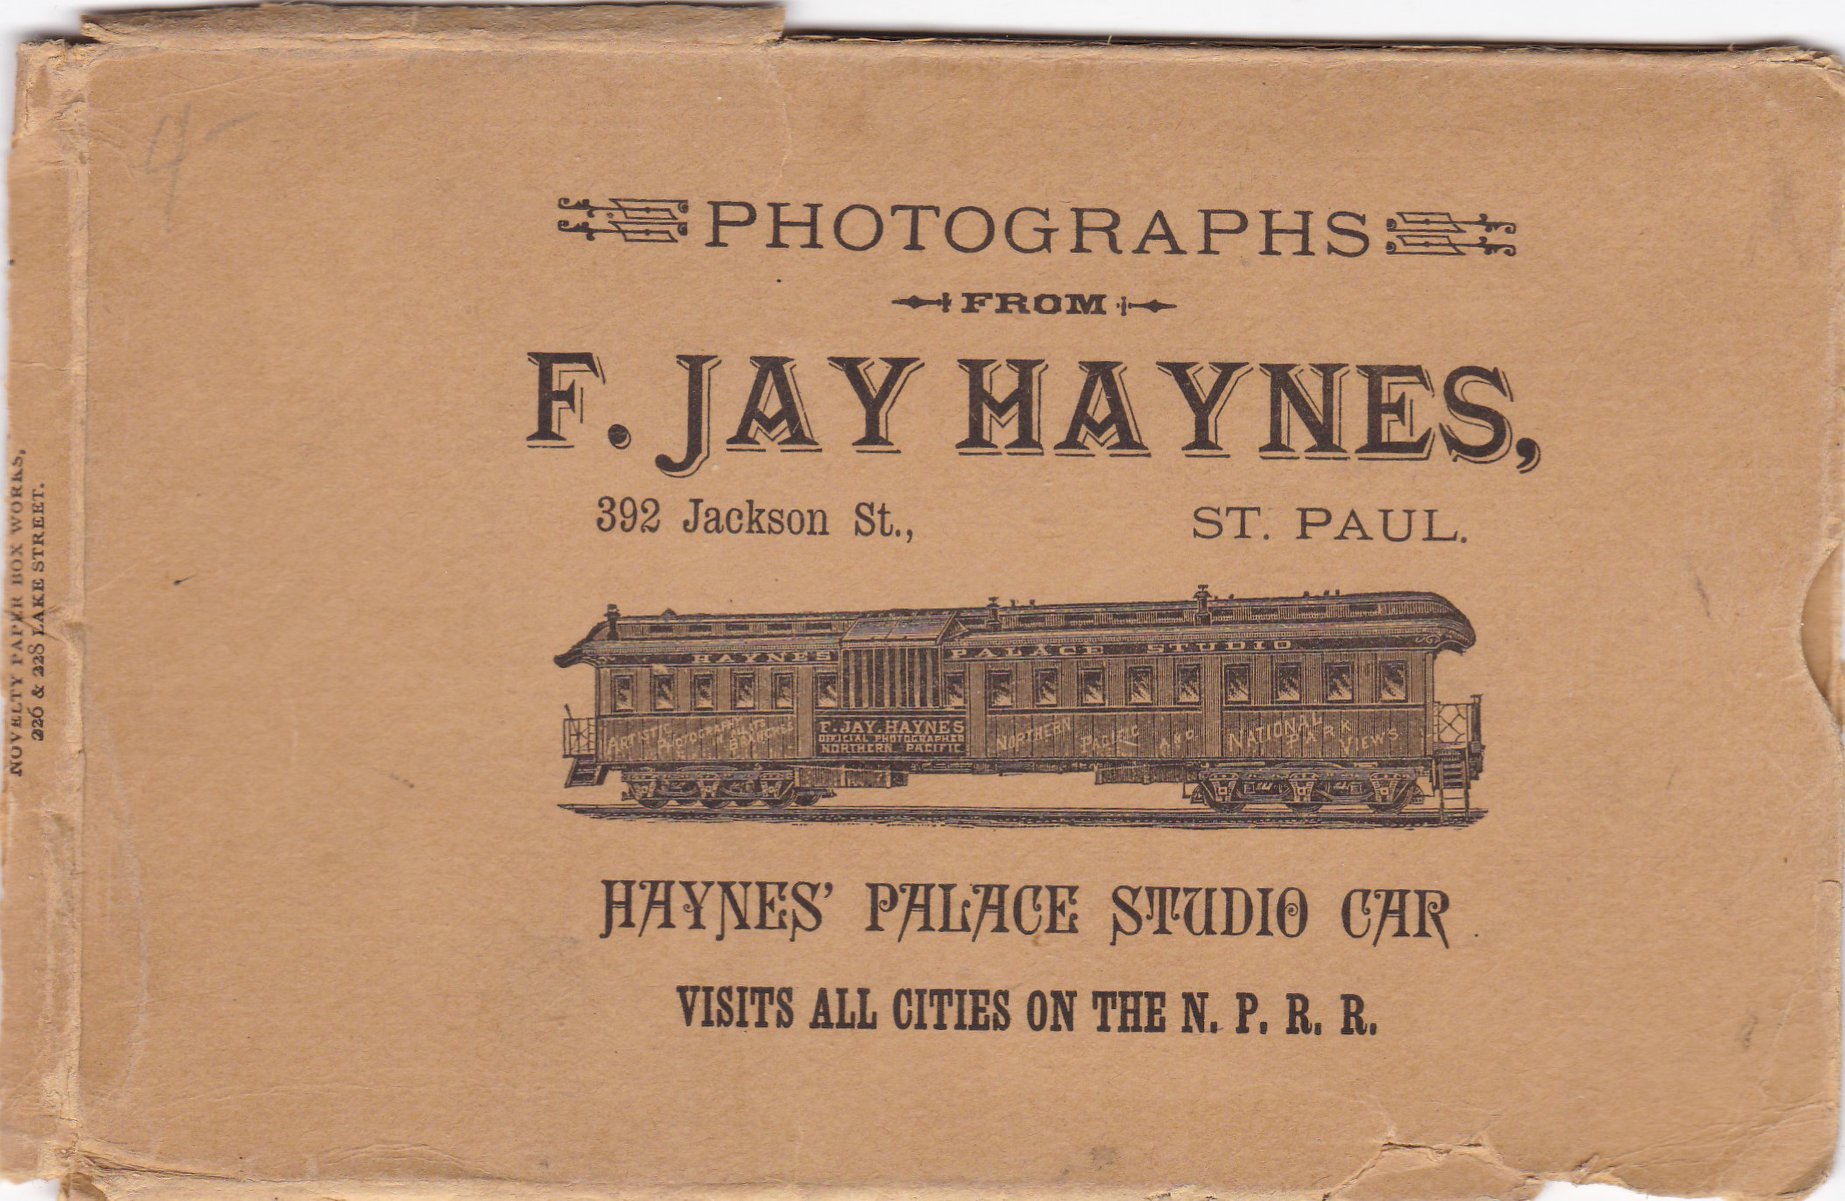 PHOTOGRAPHS
FROM
F. JAY HAYNES,
392 Jackson St., ST. PAUL.
HAYNES PALACE STUDIO
ARTISTIC PHOTOGRAPHY
F. JAY. HAYNES
OFFICIAL PHOTOGRAPHER
NORTHERN PACIFIC
NORTHERN PACIFIC AND
NATIONAL PARK VIEWS
HAYNES' PALACE STUDIO CAR
VISITS ALL CITIES ON THE N. P. R. R.
NOVELTY PAPER BOX WORKS,
226 & 228 LAKE STREET.